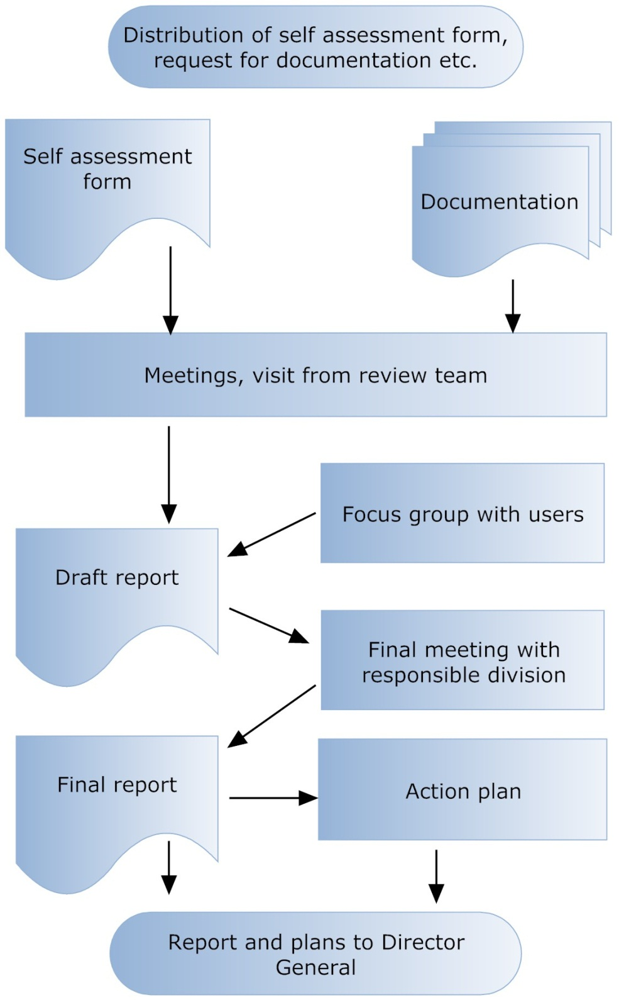 Distribution of self assessment form,
request for documentation etc.
Self assessment
form
Documentation
Meetings, visit from review team
Focus group with users
Draft report
Final meeting with
responsible division
Final report
Action plan
Report and plans to Director
General